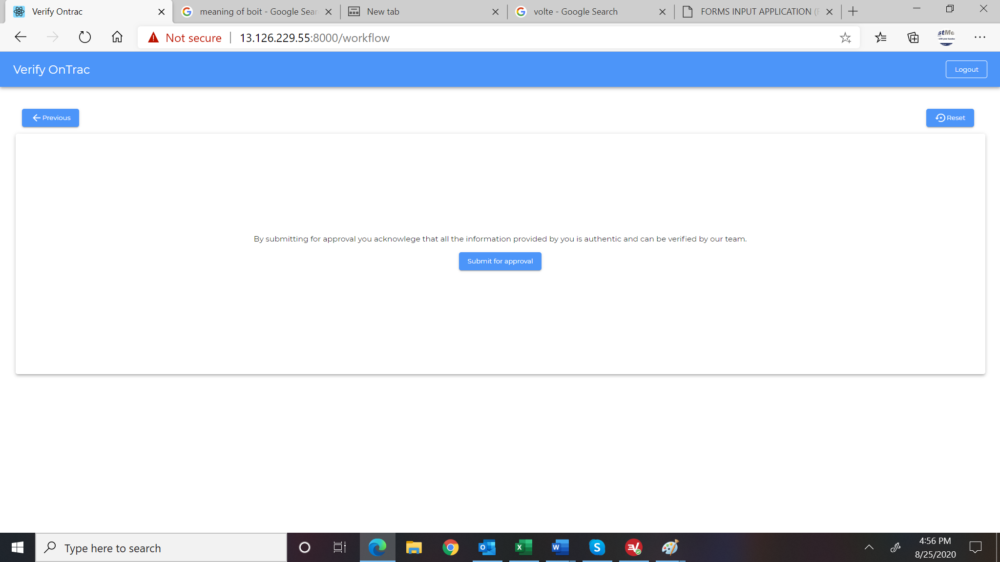 Verify Ontrac
meaning of boit - Google Sear
New tab
volte - Google Search
FORMS INPUT APPLICATION (F
Not secure
13.126.229.55:8000/workflow
stMe
Verify OnTrac
Logout
Previous
Reset
By submitting for approval you acknowlege that all the information provided by you is authentic and can be verified by our team.
Submit for approval
Type here to search
4:56 PM
8/25/2020